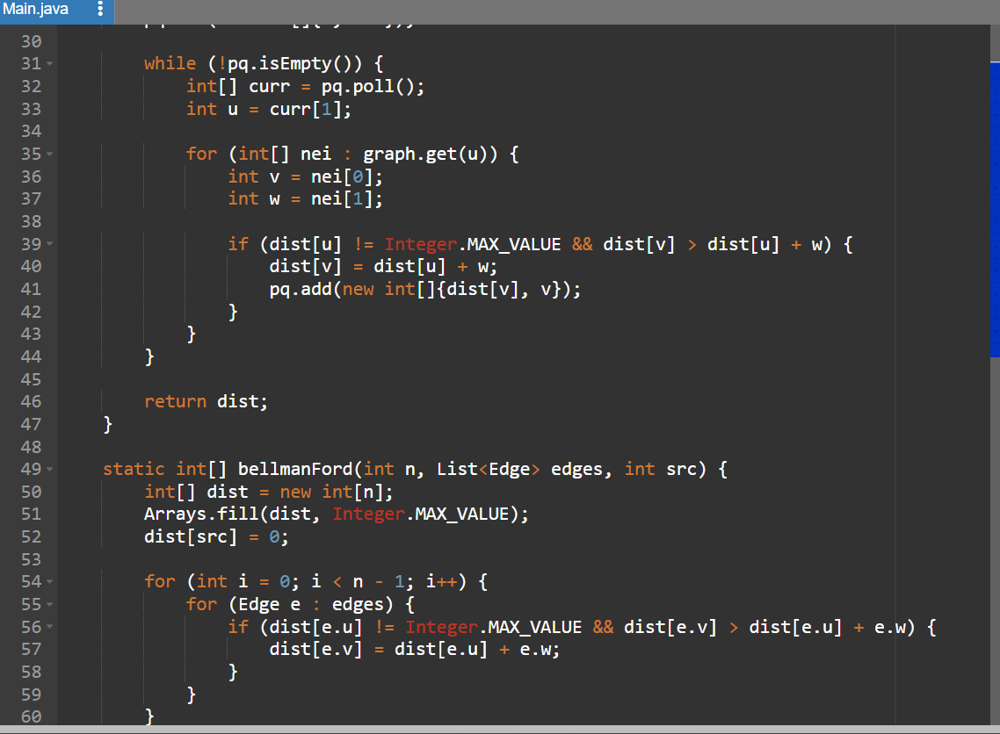 Main.java
30
31 while (!pq.isEmpty()) {
32 int[] curr = pq.poll();
33 int u = curr[1];
34
35 for (int[] nei : graph.get(u)) {
36 int v = nei[0];
37 int w = nei[1];
38
39 if (dist[u] != Integer.MAX_VALUE && dist[v] > dist[u] + w) {
40 dist[v] = dist[u] + w;
41 pq.add(new int[]{dist[v], v});
42 }
43 }
44 }
45
46 return dist;
47 }
48
49 static int[] bellmanFord(int n, List<Edge> edges, int src) {
50 int[] dist = new int[n];
51 Arrays.fill(dist, Integer.MAX_VALUE);
52 dist[src] = 0;
53
54 for (int i = 0; i < n - 1; i++) {
55 for (Edge e : edges) {
56 if (dist[e.u] != Integer.MAX_VALUE && dist[e.v] > dist[e.u] + e.w) {
57 dist[e.v] = dist[e.u] + e.w;
58 }
59 }
60 }